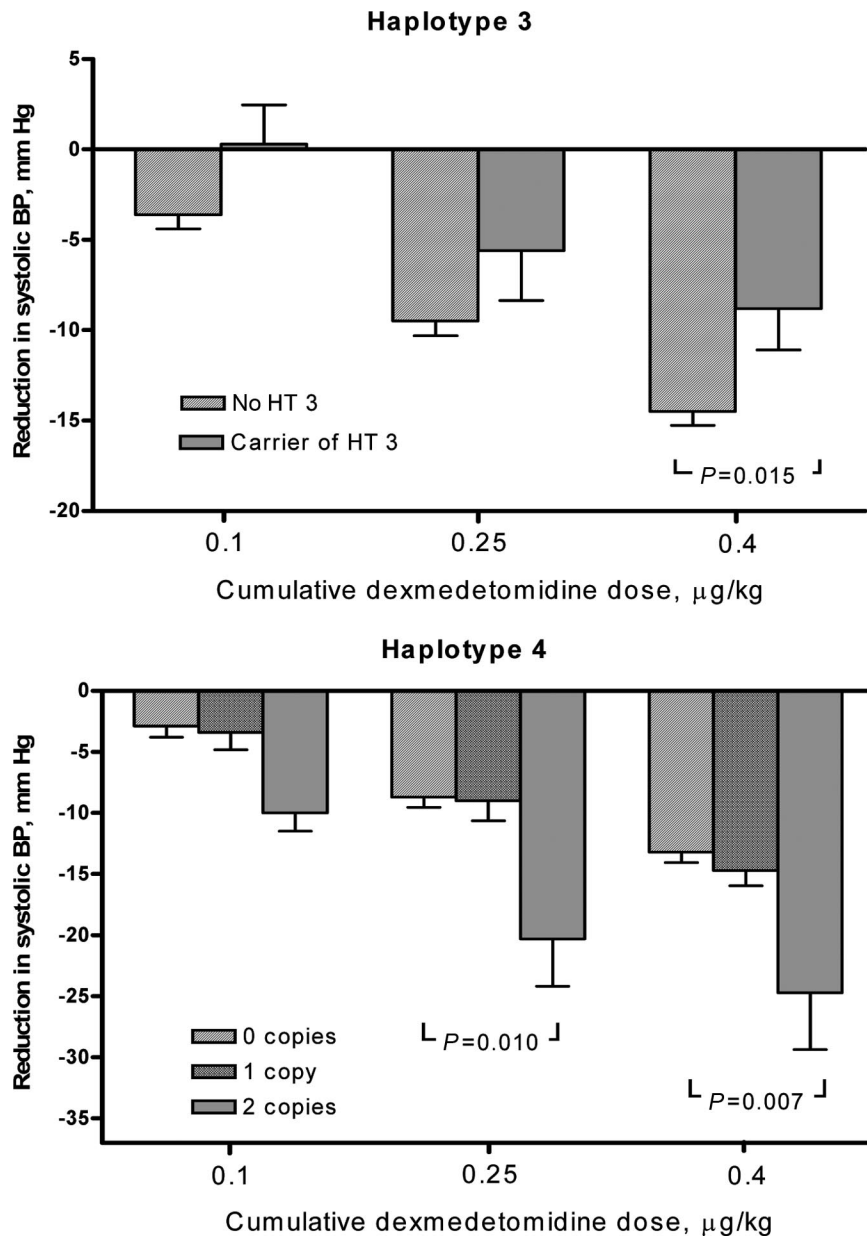 Haplotype 3
Reduction in systolic BP, mm Hg
5
0
-5
-10
-15
-20
No HT 3
Carrier of HT 3
P=0.015
0.1 0.25 0.4
Cumulative dexmedetomidine dose, μg/kg
Haplotype 4
Reduction in systolic BP, mm Hg
0
-5
-10
-15
-20
-25
-30
-35
0 copies
1 copy
2 copies
P=0.010
P=0.007
0.1 0.25 0.4
Cumulative dexmedetomidine dose, μg/kg